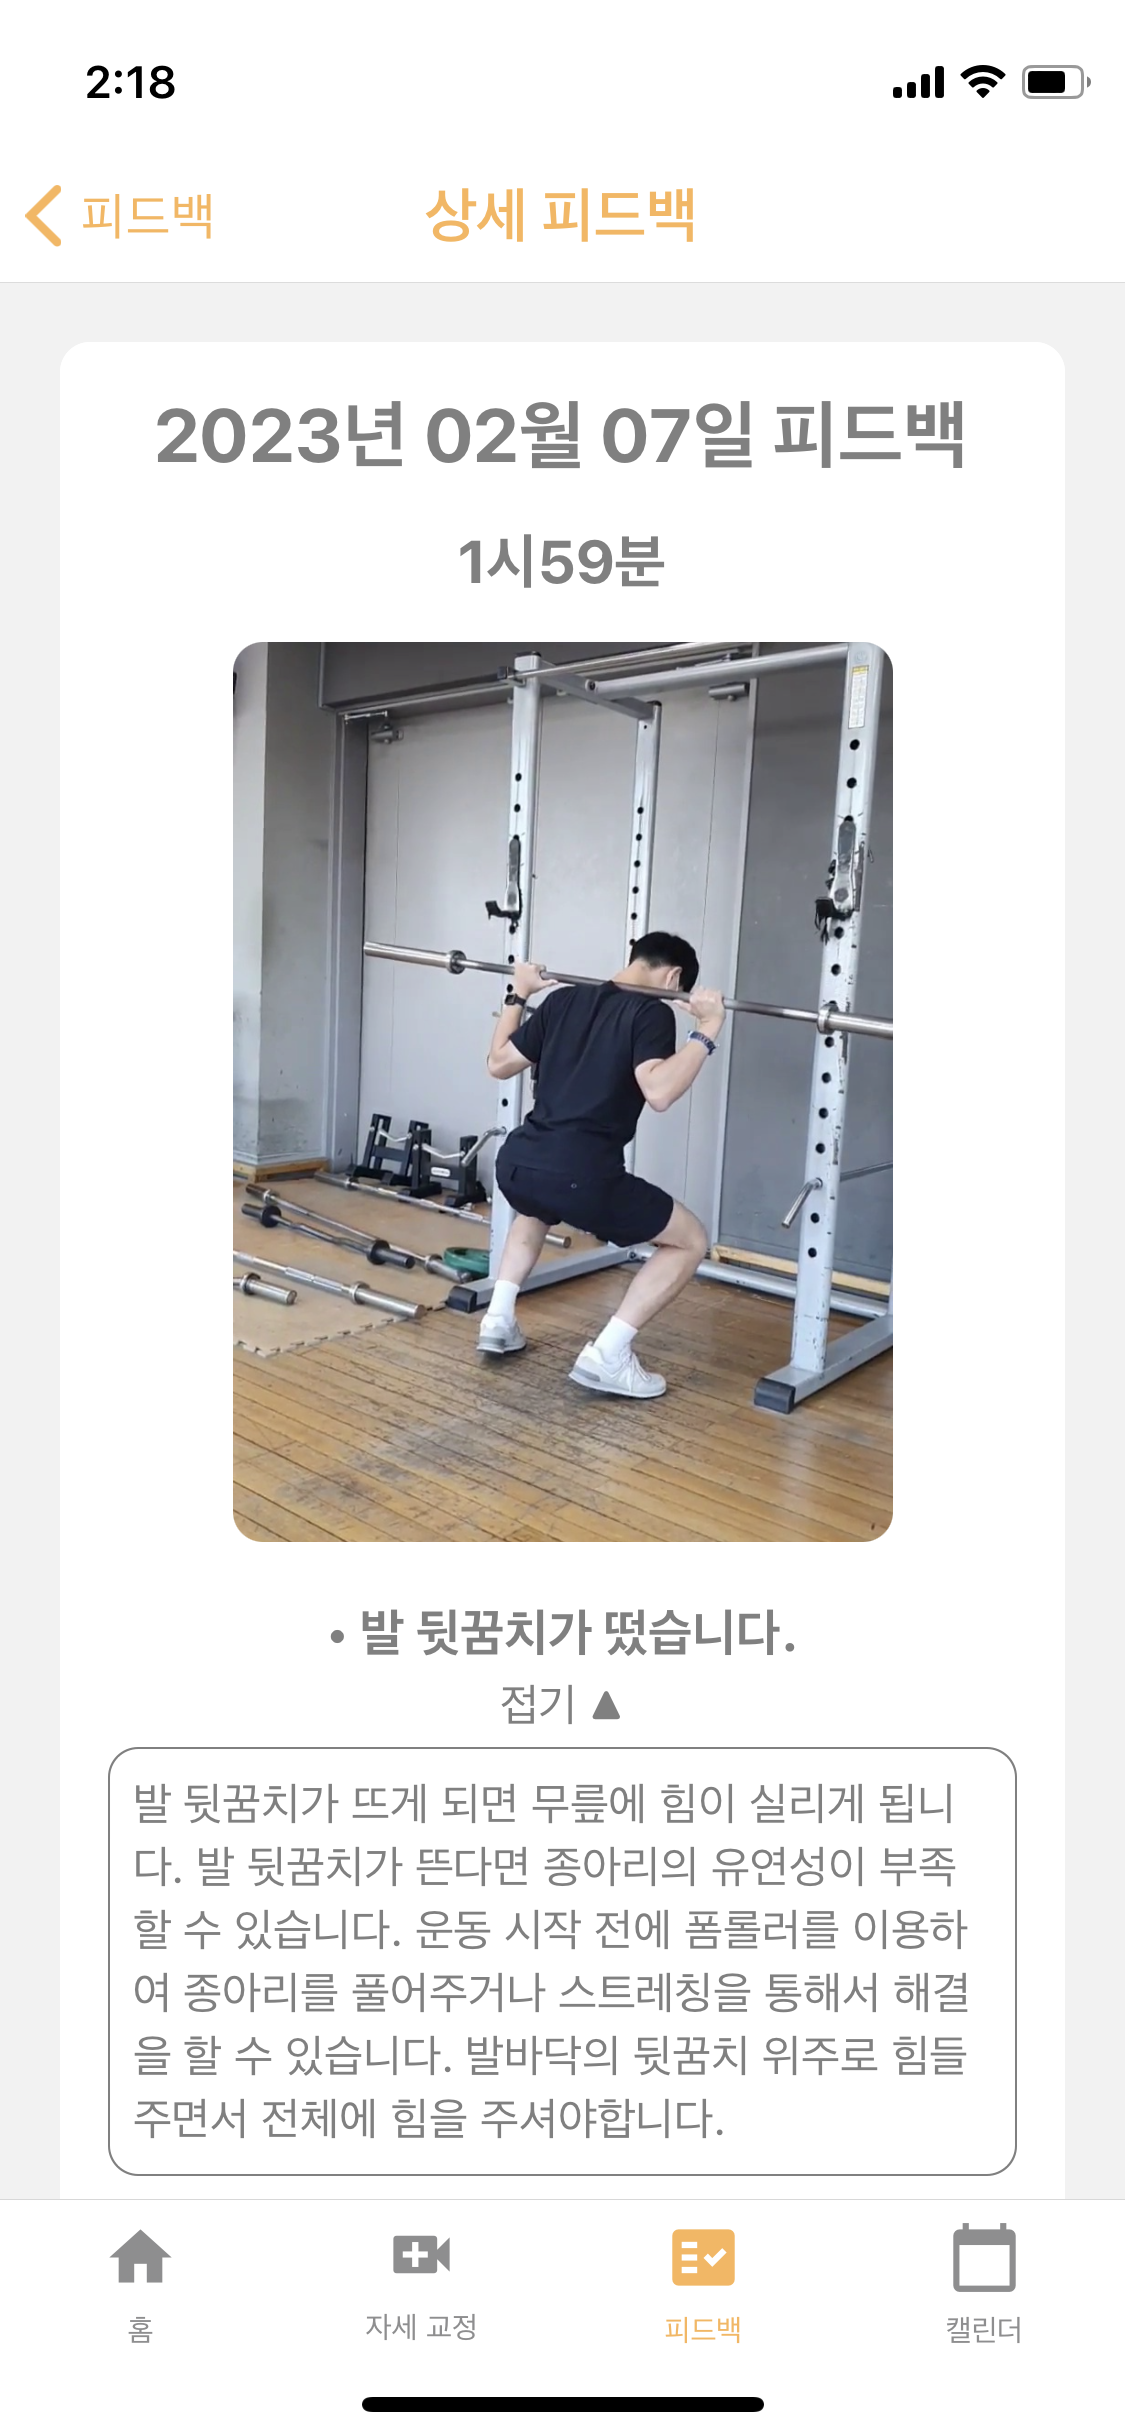 2:18
피드백
상세 피드백
2023년 02월 07일 피드백
1시59분
• 발 뒷꿈치가 떴습니다.
접기 ▲
발 뒷꿈치가 뜨게 되면 무릎에 힘이 실리게 됩니
다. 발 뒷꿈치가 뜬다면 종아리의 유연성이 부족
할 수 있습니다. 운동 시작 전에 폼롤러를 이용하
여 종아리를 풀어주거나 스트레칭을 통해서 해결
을 할 수 있습니다. 발바닥의 뒷꿈치 위주로 힘들
주면서 전체에 힘을 주셔야합니다.
홈
자세 교정
피드백
캘린더